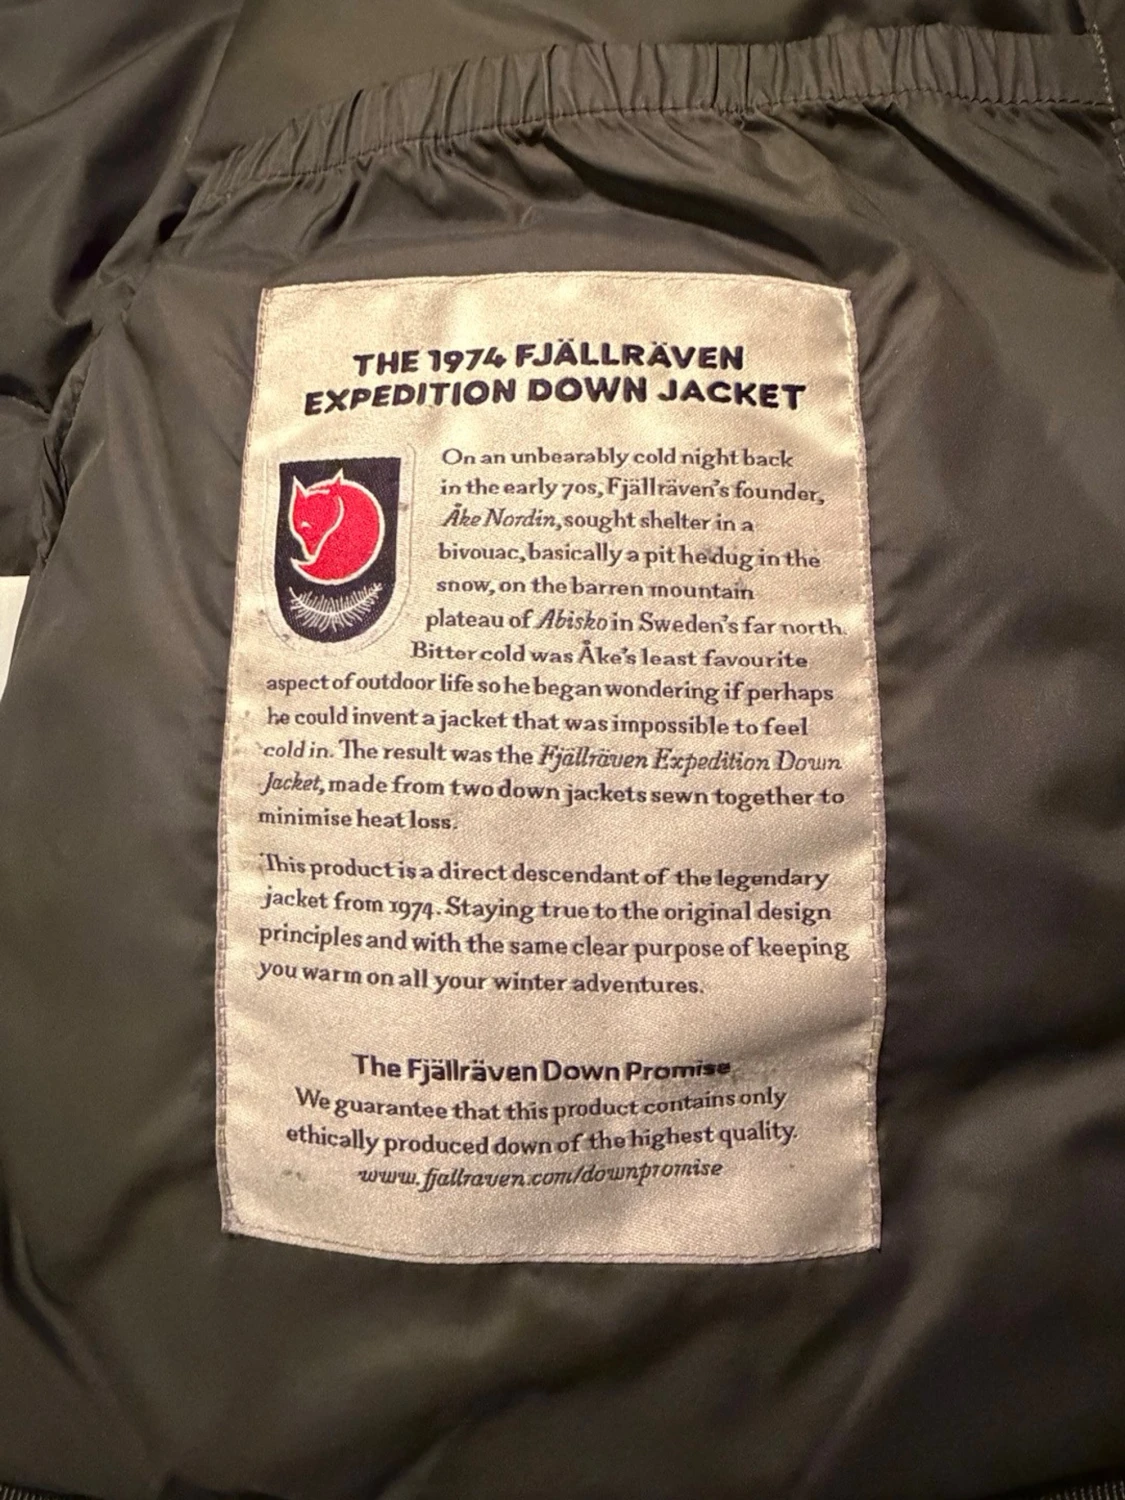 THE 1974 FJÄLLRÄVEN
EXPEDITION DOWN JACKET
On an unbearably cold night back
in the early 70s, Fjällräven's founder,
Åke Nordin, sought shelter in a
bivouac, basically a pit he dug in the
snow, on the barren mountain
plateau of Abisko in Sweden's far north.
Bitter cold was Åke's least favourite
aspect of outdoor life so he began wondering if perhaps
he could invent a jacket that was impossible to feel
cold in. The result was the Fjällräven Expedition Down
Jacket, made from two down jackets sewn together to
minimise heat loss.
This product is a direct descendant of the legendary
jacket from 1974. Staying true to the original design
principles and with the same clear purpose of keeping
you warm on all your winter adventures.
The Fjällräven Down Promise
We guarantee that this product contains only
ethically produced down of the highest quality.
www.fjallraven.com/downpromise